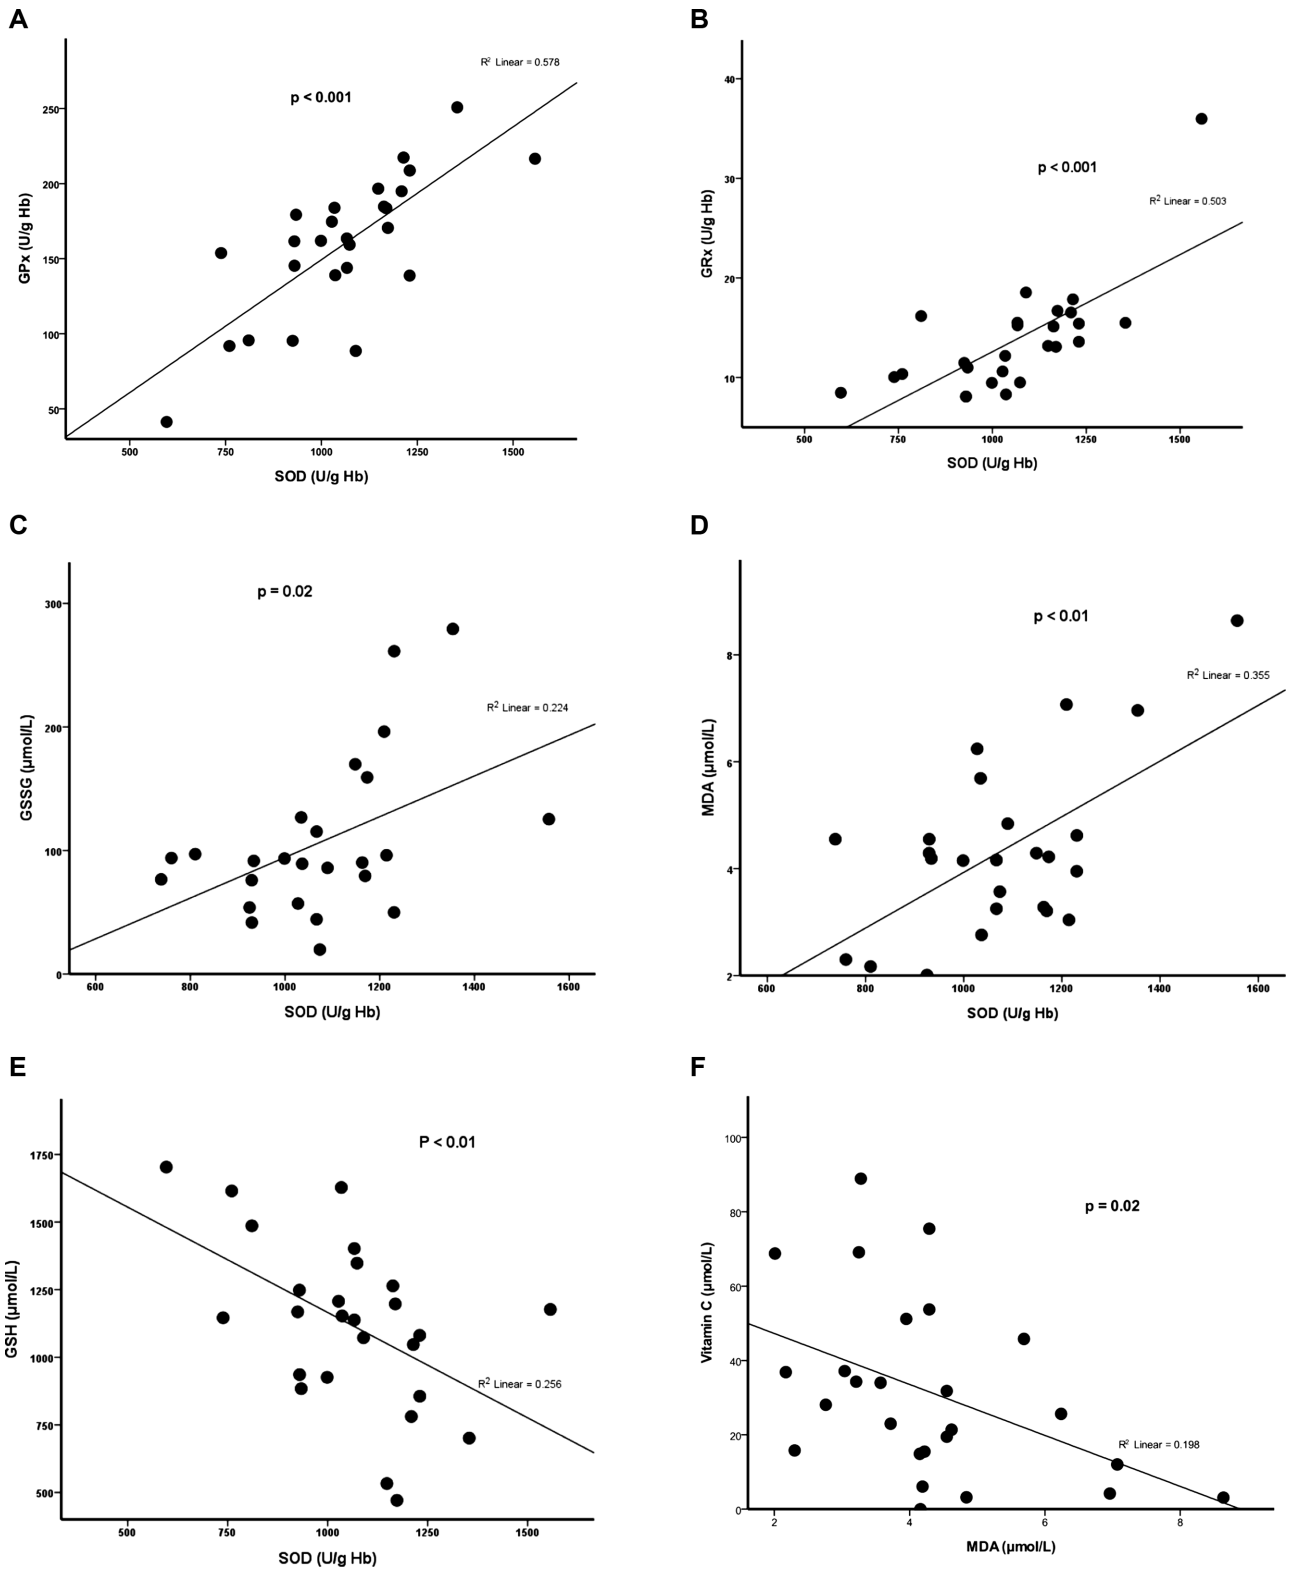 A
R² Linear = 0.578
p < 0.001
250
200
150
100
50
GPx (U/g Hb)
500 750 1000 1250 1500
SOD (U/g Hb)
B
40
30
20
10
GRx (U/g Hb)
p < 0.001
R² Linear = 0.503
500 750 1000 1250 1500
SOD (U/g Hb)
C
p = 0.02
300
200
100
0
GSSG (µmol/L)
R² Linear = 0.224
600 800 1000 1200 1400 1600
SOD (U/g Hb)
D
p < 0.01
R² Linear = 0.355
8
6
4
2
MDA (µmol/L)
600 800 1000 1200 1400 1600
SOD (U/g Hb)
E
P < 0.01
1750
1500
1250
1000
750
500
GSH (µmol/L)
R² Linear = 0.256
500 750 1000 1250 1500
SOD (U/g Hb)
F
100
80
60
40
20
0
Vitamin C (µmol/L)
p = 0.02
R² Linear = 0.198
2 4 6 8
MDA (µmol/L)